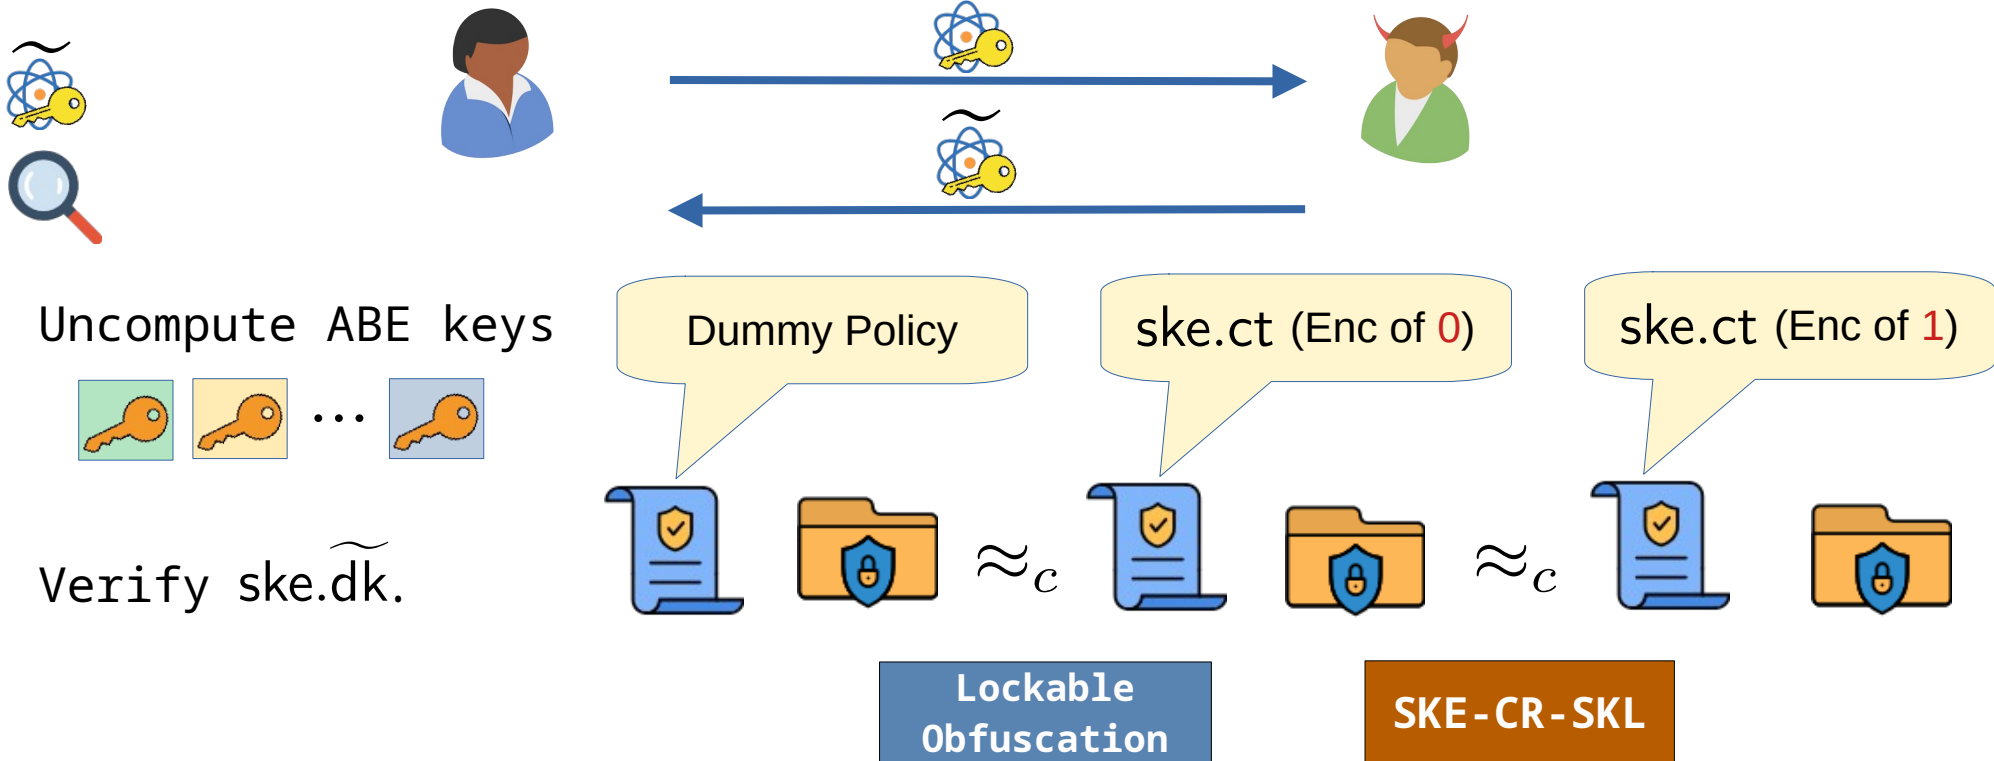 Uncompute ABE keys
...
Verify ske.d͠k.
Dummy Policy
ske.ct (Enc of 0)
ske.ct (Enc of 1)
≈c
≈c
Lockable
Obfuscation
SKE-CR-SKL